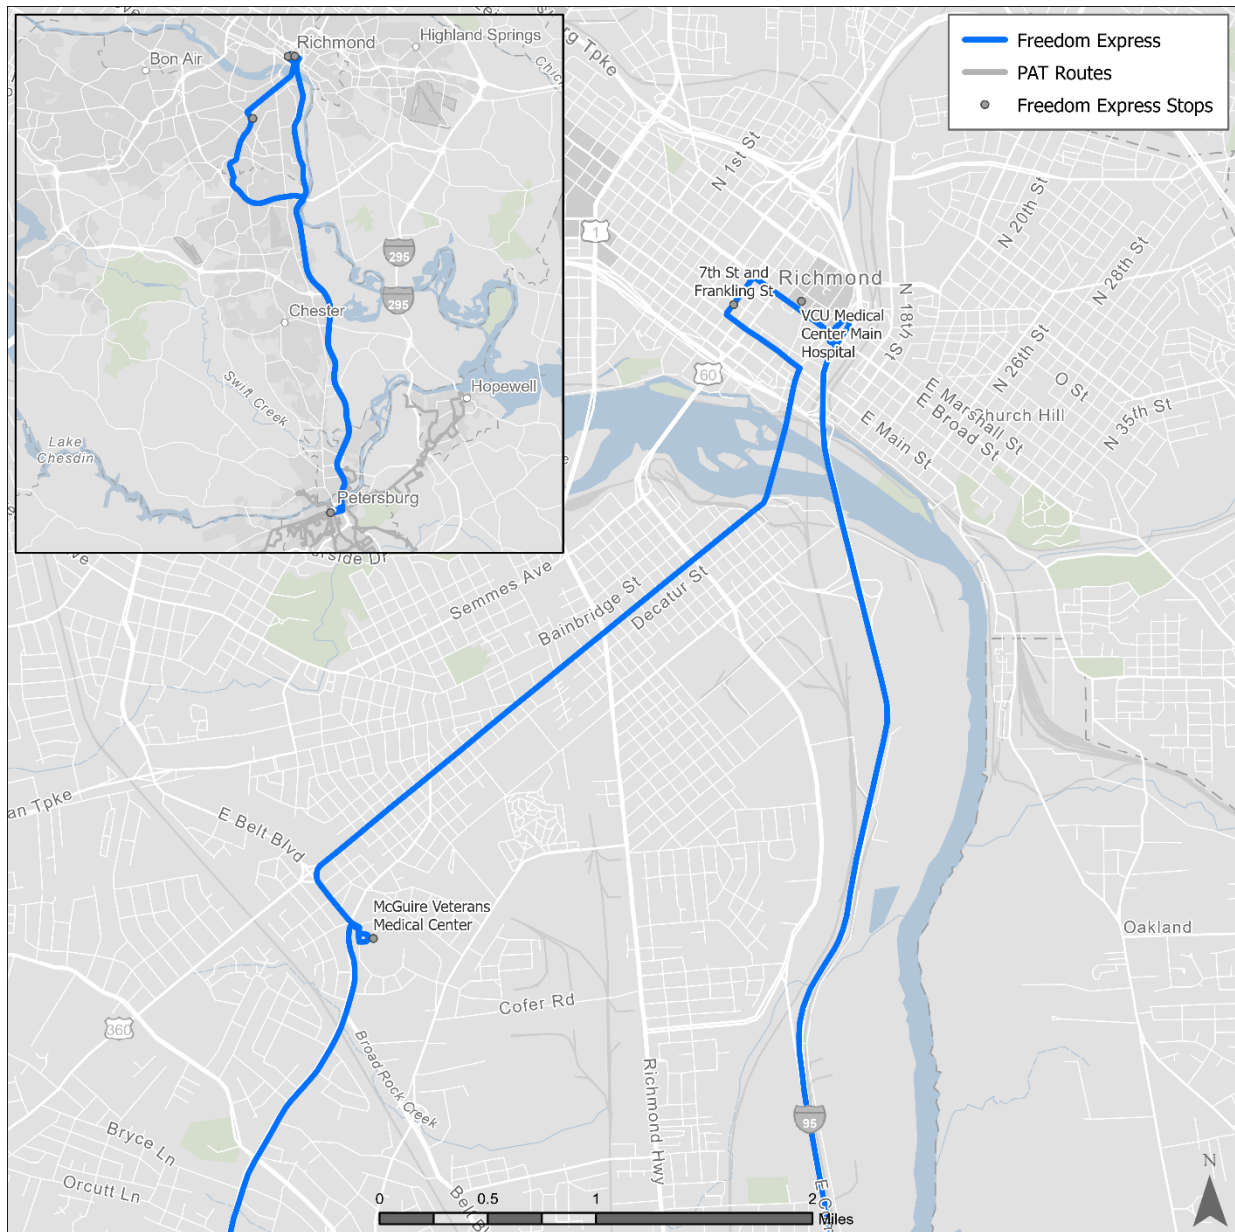 Richmond
Highland Springs
Bon Air
295
295
Chester
Hopewell
Swift Creek
Lake
Chesdin
Petersburg
Freedom Express
PAT Routes
Freedom Express Stops
N 1st St
N 20th St
1
N 28th St
7th St and
Frankling St
Richmond
N 18th St
VCU Medical
Center Main
Hospital
N 26th St
60
O St
E Marshall St
Church Hill
N 35th St
E Broad St
E Main St
Semmes Ave
Bainbridge St
Decatur St
E Belt Blvd
McGuire Veterans
Medical Center
Oakland
Cofer Rd
360
Broad Rock Creek
Richmond Hwy
95
Bryce Ln
Orcutt Ln
N
0 0.5 1 2
Miles